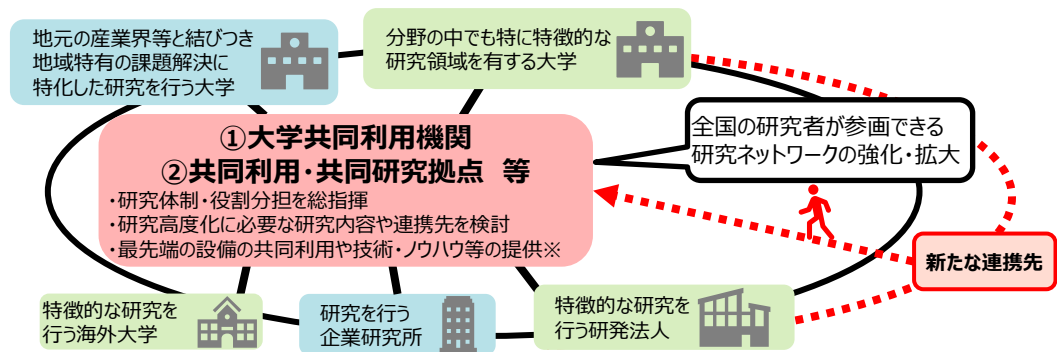 地元の産業界等と結びつき
地域特有の課題解決に
特化した研究を行う大学
分野の中でも特に特徴的な
研究領域を有する大学
全国の研究者が参画できる
研究ネットワークの強化・拡大
①大学共同利用機関
②共同利用・共同研究拠点 等
・研究体制・役割分担を総指揮
・研究高度化に必要な研究内容や連携先を検討
・最先端の設備の共同利用や技術・ノウハウ等の提供※
新たな連携先
特徴的な研究を
行う海外大学
研究を行う
企業研究所
特徴的な研究を
行う研発法人